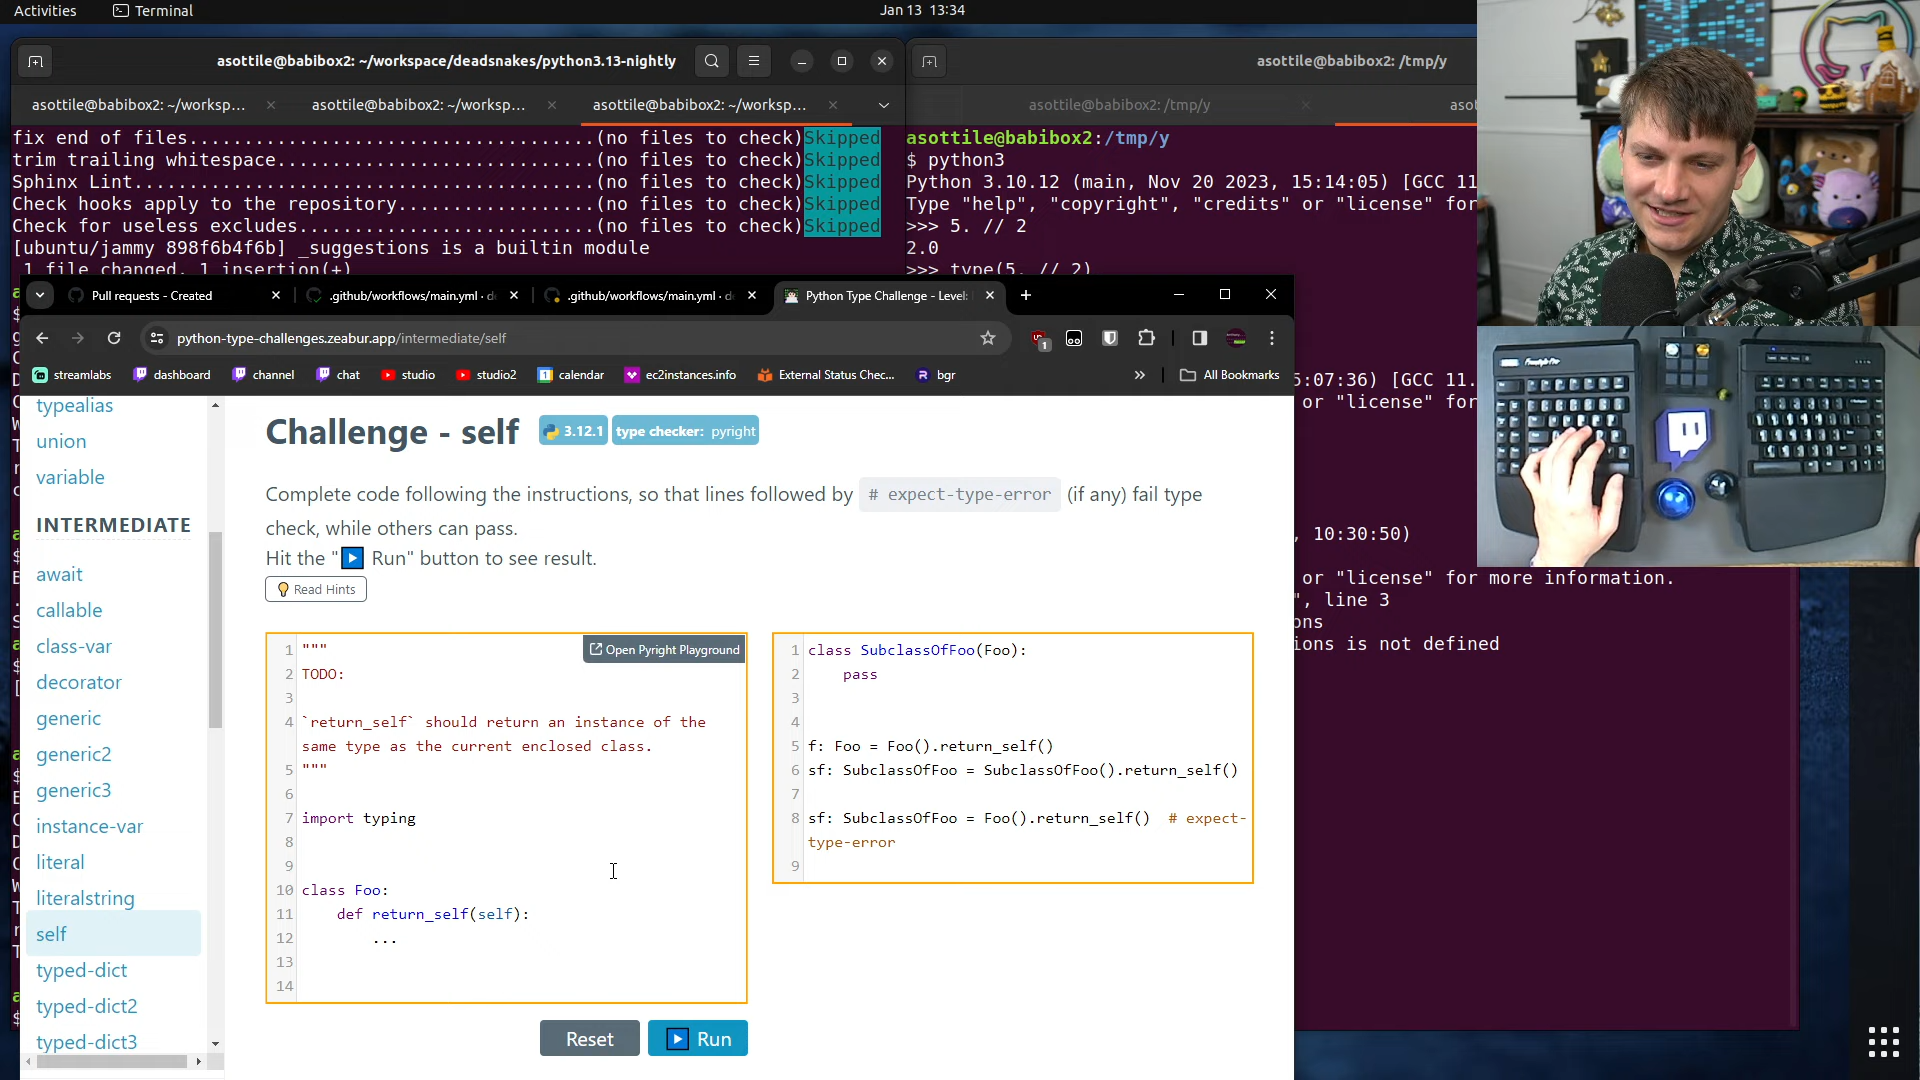 Activities
Terminal
Jan 13 13:34
asottile@babibox2: ~/workspace/deadsnakes/python3.13-nightly
asottile@babibox2: /tmp/y
asottile@babibox2: ~/worksp...
asottile@babibox2: ~/worksp...
asottile@babibox2: ~/worksp...
asottile@babibox2: /tmp/y
asot
fix end of files.....................................(no files to check)Skipped
trim trailing whitespace.............................(no files to check)Skipped
Sphinx Lint..........................................(no files to check)Skipped
Check hooks apply to the repository..................(no files to check)Skipped
Check for useless excludes...........................(no files to check)Skipped
[ubuntu/jammy 898f6b4f6b] _suggestions is a builtin module
1 file changed, 1 insertion(+)
asottile@babibox2:/tmp/y
$ python3
Python 3.10.12 (main, Nov 20 2023, 15:14:05) [GCC 11
Type "help", "copyright", "credits" or "license" for
>>> 5. // 2
2.0
>>> type(5. // 2)
5:07:36) [GCC 11.
or "license" for
, 10:30:50)
or "license" for more information.
", line 3
ons
ions is not defined
Pull requests - Created
.github/workflows/main.yml · d
.github/workflows/main.yml · d
Python Type Challenge - Level:
python-type-challenges.zeabur.app/intermediate/self
1
streamlabs
dashboard
channel
chat
studio
studio2
calendar
ec2instances.info
External Status Chec...
bgr
»
All Bookmarks
typealias
union
variable
INTERMEDIATE
await
callable
class-var
decorator
generic
generic2
generic3
instance-var
literal
literalstring
self
typed-dict
typed-dict2
typed-dict3
Challenge - self
3.12.1
type checker: pyright
Complete code following the instructions, so that lines followed by # expect-type-error (if any) fail type
check, while others can pass.
Hit the "▶ Run" button to see result.
Read Hints
Open Pyright Playground
1 """
2 TODO:
3
4 `return_self` should return an instance of the
same type as the current enclosed class.
5 """
6
7 import typing
8
9
10 class Foo:
11     def return_self(self):
12         ...
13
14
1 class SubclassOfFoo(Foo):
2     pass
3
4
5 f: Foo = Foo().return_self()
6 sf: SubclassOfFoo = SubclassOfFoo().return_self()
7
8 sf: SubclassOfFoo = Foo().return_self()  # expect-
type-error
9
Reset
Run